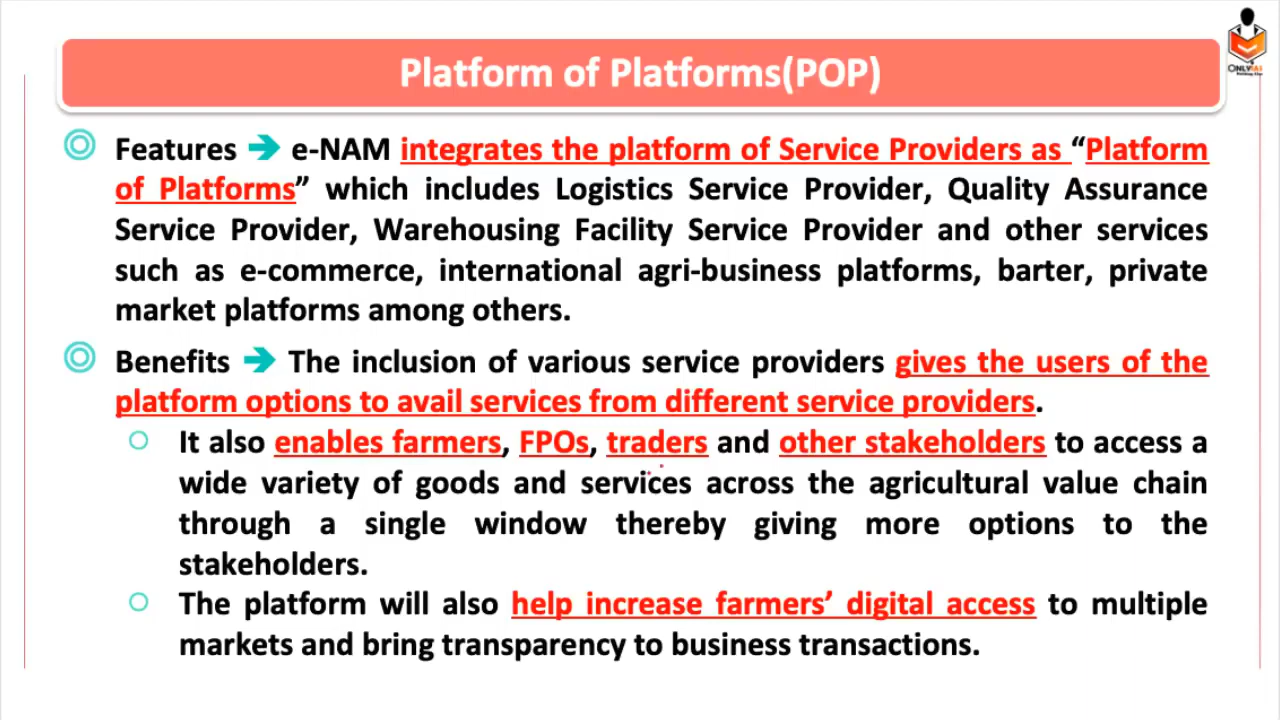 Platform of Platforms(POP)
Features ➔ e-NAM integrates the platform of Service Providers as “Platform
of Platforms” which includes Logistics Service Provider, Quality Assurance
Service Provider, Warehousing Facility Service Provider and other services
such as e-commerce, international agri-business platforms, barter, private
market platforms among others.
Benefits ➔ The inclusion of various service providers gives the users of the
platform options to avail services from different service providers.
It also enables farmers, FPOs, traders and other stakeholders to access a
wide variety of goods and services across the agricultural value chain
through a single window thereby giving more options to the
stakeholders.
The platform will also help increase farmers’ digital access to multiple
markets and bring transparency to business transactions.